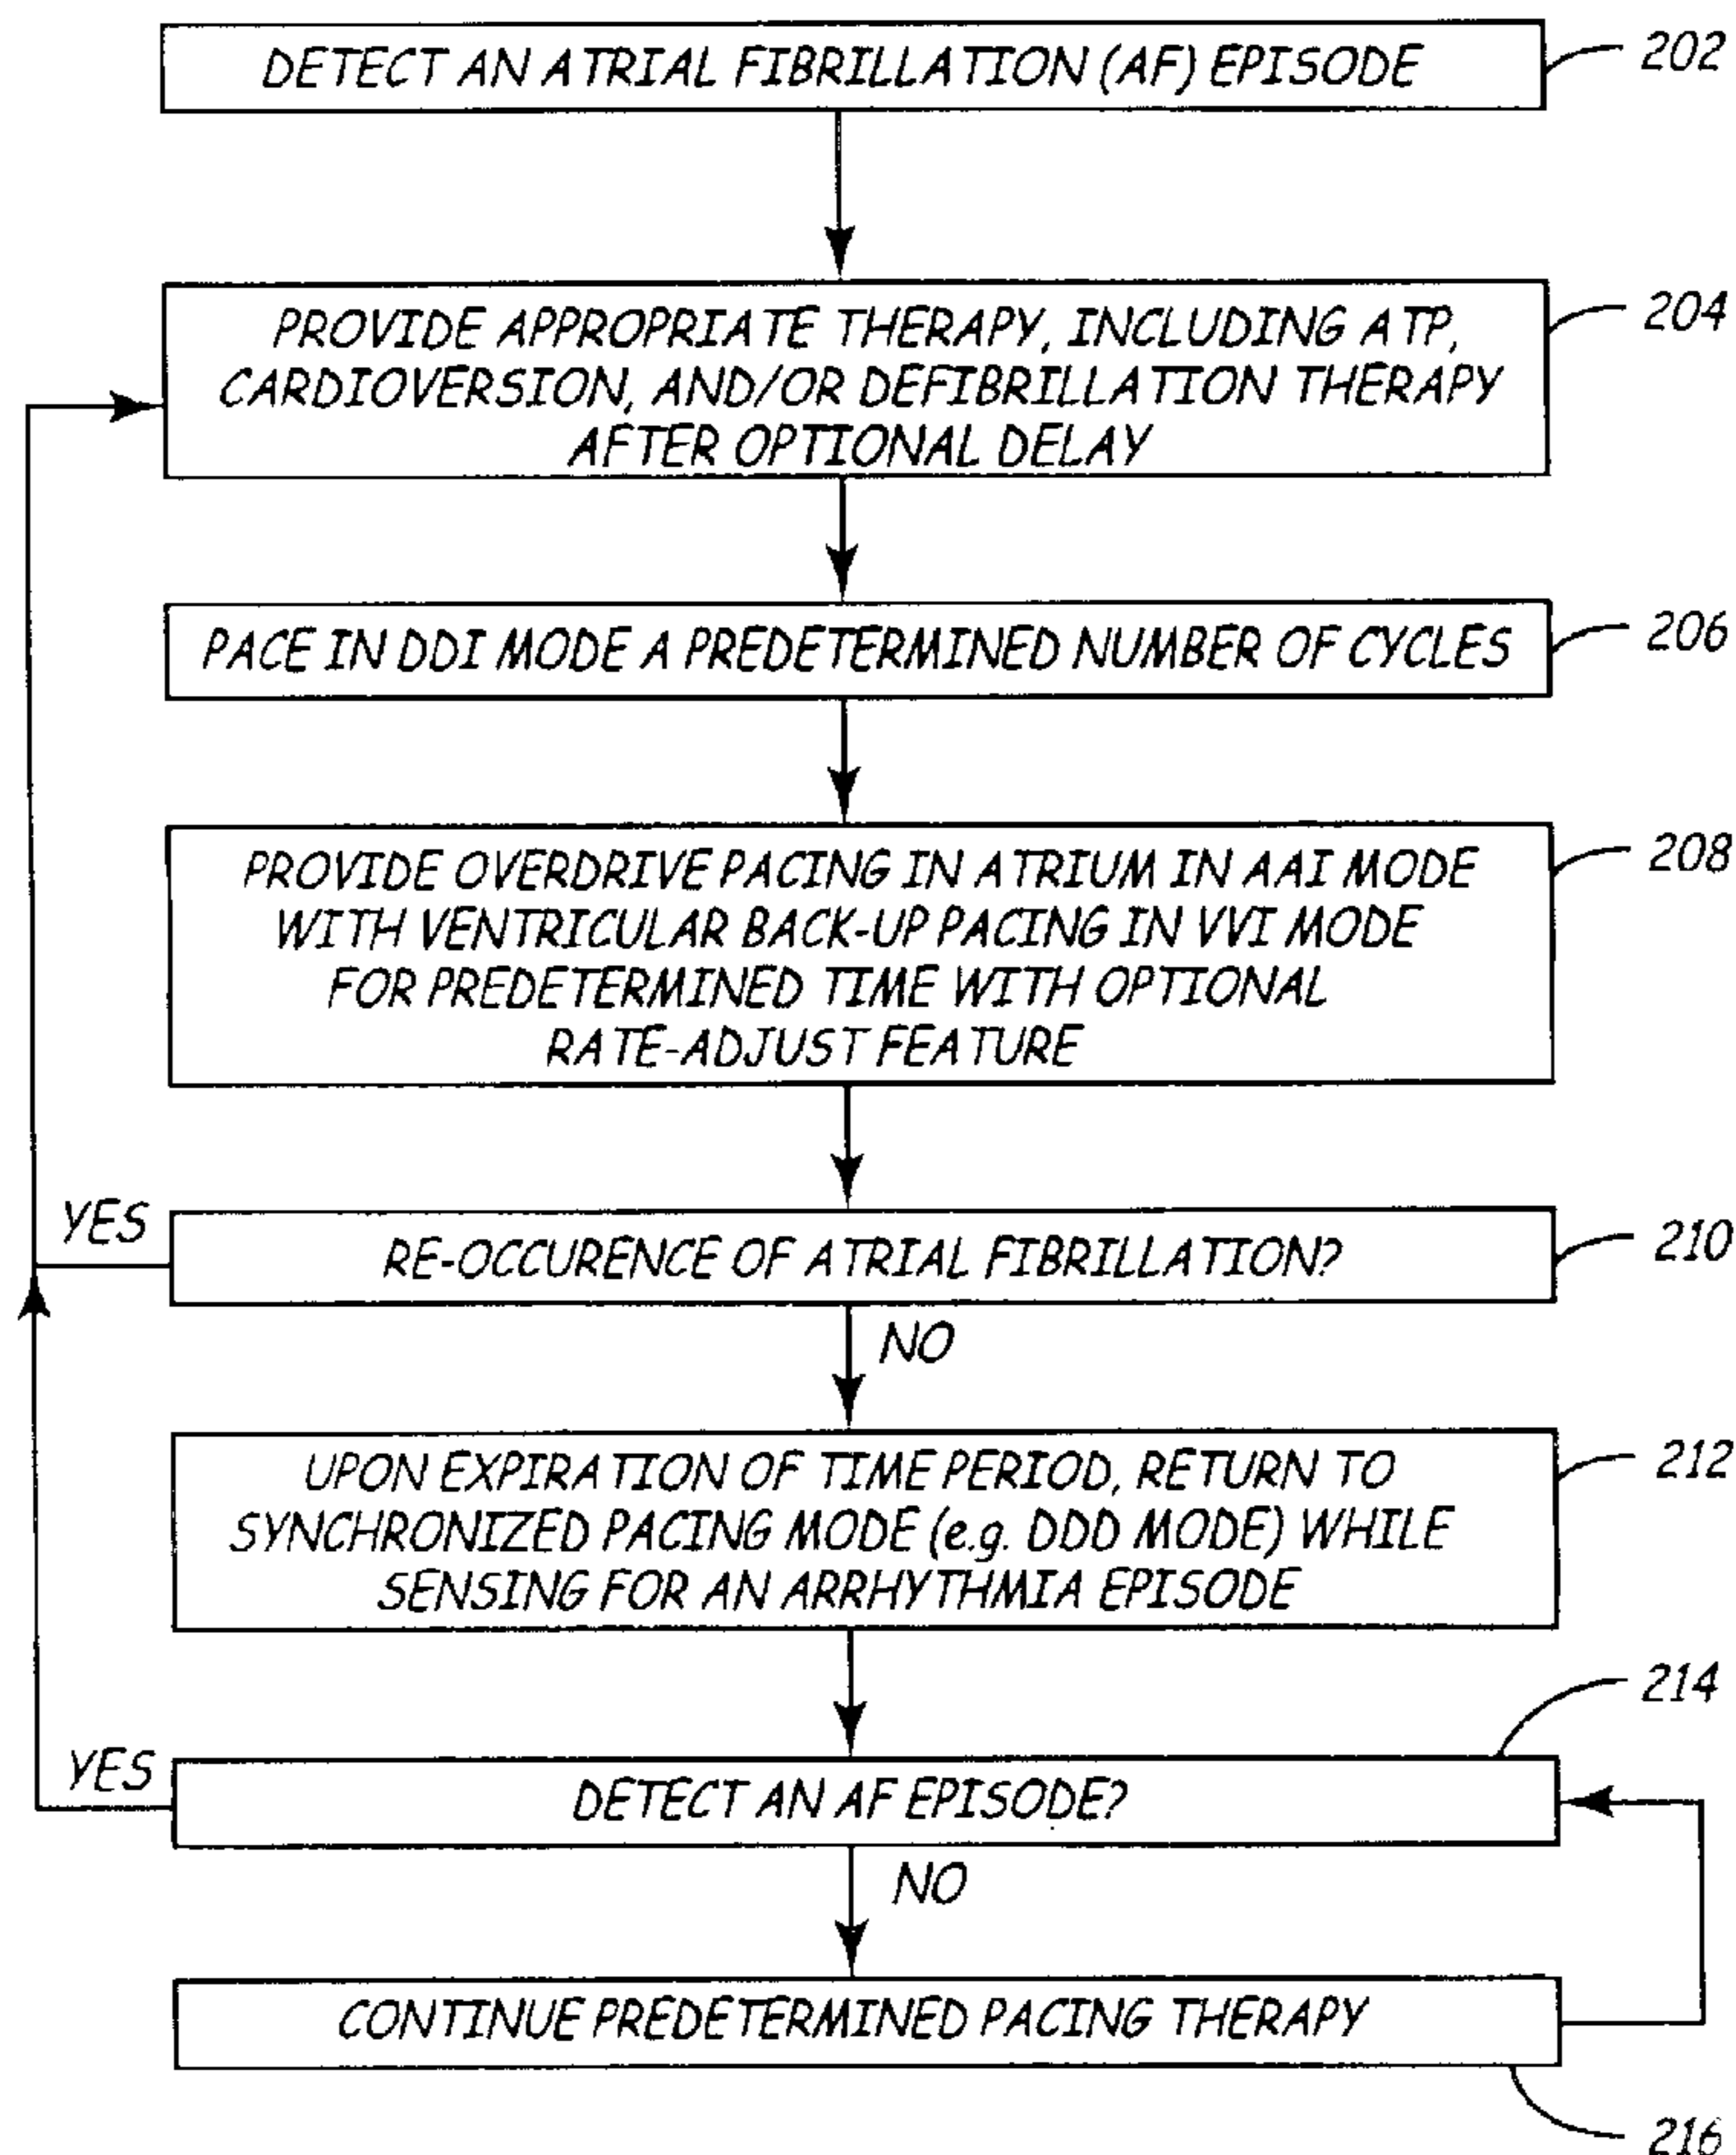 DETECT AN ATRIAL FIBRILLATION (AF) EPISODE
202
PROVIDE APPROPRIATE THERAPY, INCLUDING ATP,
CARDIOVERSION, AND/OR DEFIBRILLATION THERAPY
AFTER OPTIONAL DELAY
204
PACE IN DDI MODE A PREDETERMINED NUMBER OF CYCLES
206
PROVIDE OVERDRIVE PACING IN ATRIUM IN AAI MODE
WITH VENTRICULAR BACK-UP PACING IN VVI MODE
FOR PREDETERMINED TIME WITH OPTIONAL
RATE-ADJUST FEATURE
208
YES
RE-OCCURENCE OF ATRIAL FIBRILLATION?
210
NO
UPON EXPIRATION OF TIME PERIOD, RETURN TO
SYNCHRONIZED PACING MODE (e.g. DDD MODE) WHILE
SENSING FOR AN ARRHYTHMIA EPISODE
212
214
YES
DETECT AN AF EPISODE?
NO
CONTINUE PREDETERMINED PACING THERAPY
216